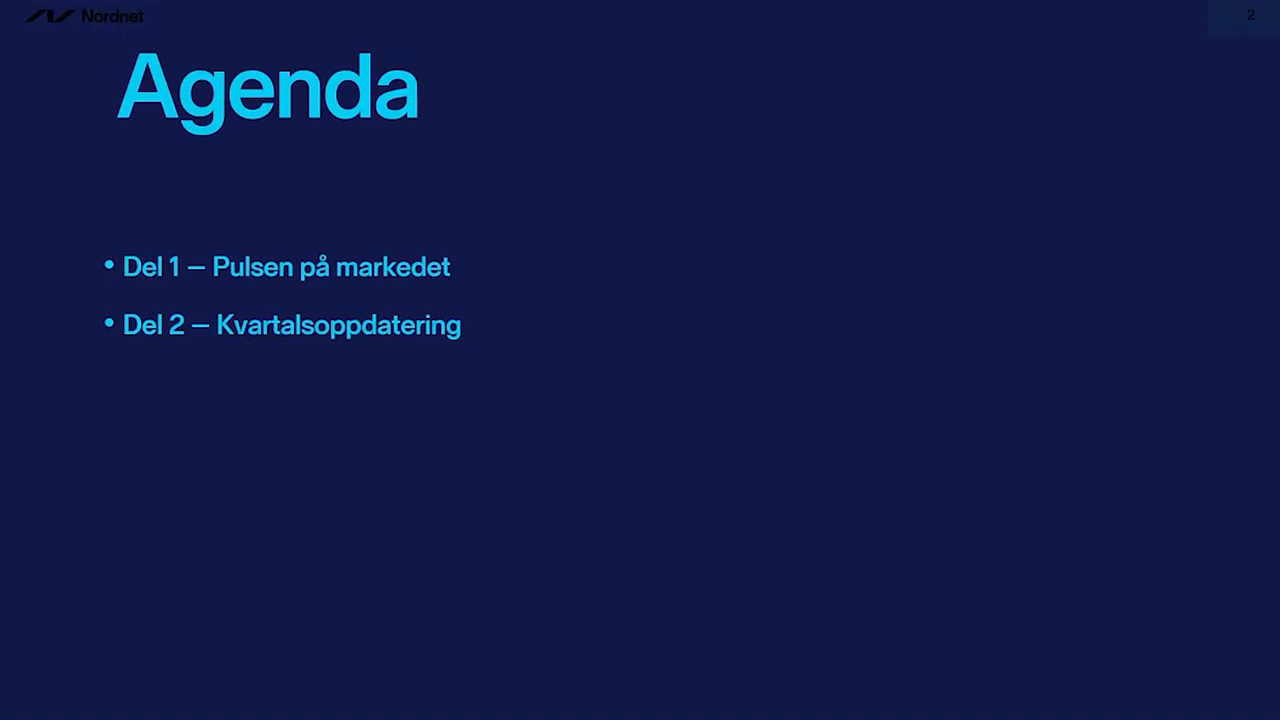 Nordnet
2
Agenda
• Del 1 – Pulsen på markedet
• Del 2 – Kvartalsoppdatering